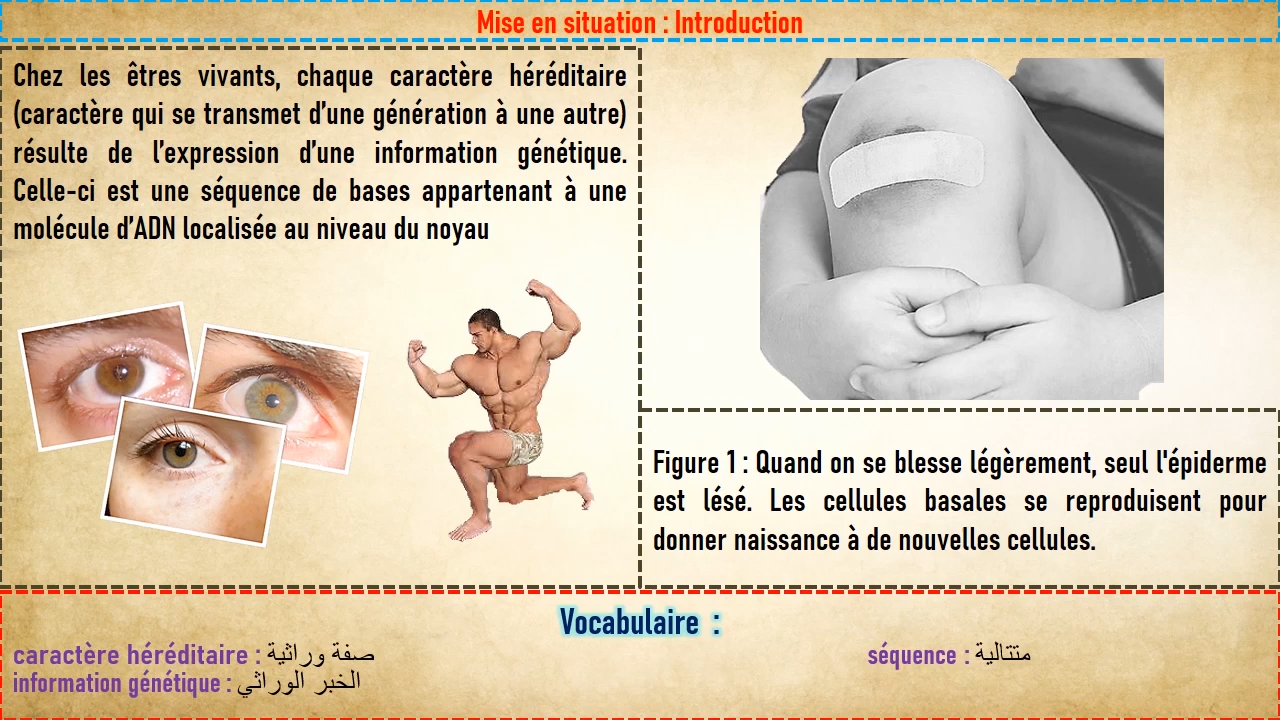 Mise en situation : Introduction
Chez les êtres vivants, chaque caractère héréditaire
(caractère qui se transmet d’une génération à une autre)
résulte de l’expression d’une information génétique.
Celle-ci est une séquence de bases appartenant à une
molécule d’ADN localisée au niveau du noyau
Figure 1 : Quand on se blesse légèrement, seul l'épiderme
est lésé. Les cellules basales se reproduisent pour
donner naissance à de nouvelles cellules.
Vocabulaire :
caractère héréditaire : صفة وراثية
information génétique : الخبر الوراثي
séquence : متتالية